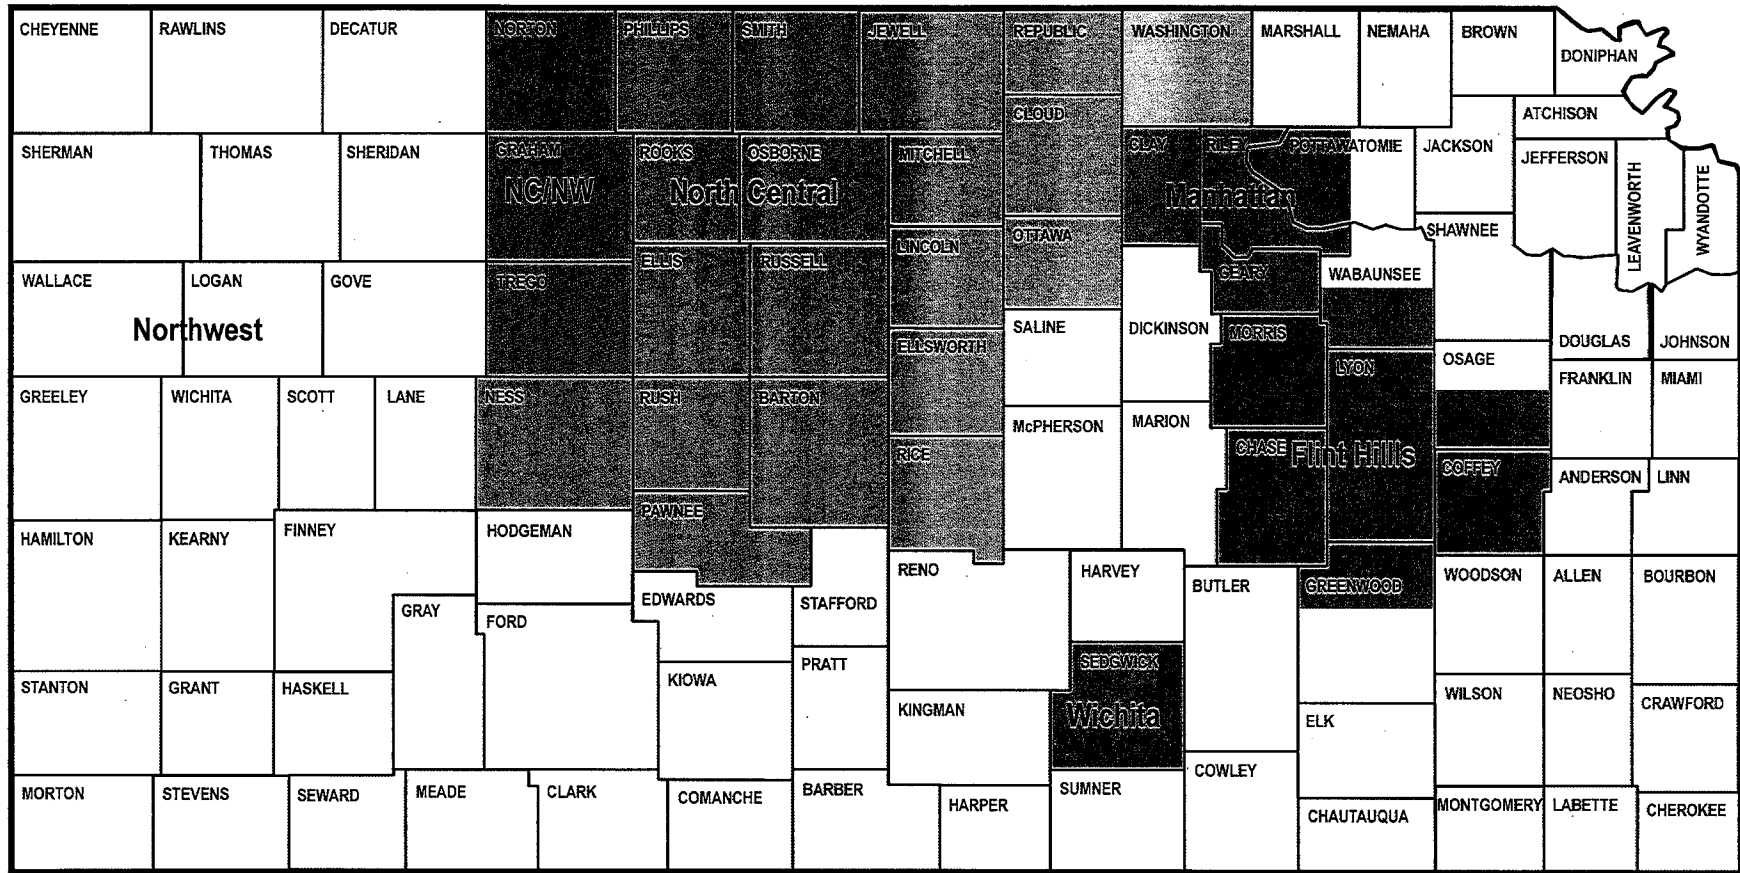 CHEYENNE
RAWLINS
DECATUR
NORTON
PHILLIPS
SMITH
JEWELL
REPUBLIC
WASHINGTON
MARSHALL
NEMAHA
BROWN
DONIPHAN
CLOUD
ATCHISON
SHERMAN
THOMAS
SHERIDAN
GRAHAM
ROOKS
OSBORNE
MITCHELL
CLAY
RILEY
POTTAWATOMIE
JACKSON
JEFFERSON
LEAVENWORTH
WYANDOTTE
NC/NW
North Central
Manhattan
OTTAWA
SHAWNEE
LINCOLN
ELLIS
RUSSELL
GEARY
WABAUNSEE
WALLACE
LOGAN
GOVE
TREGO
Northwest
SALINE
DICKINSON
MORRIS
DOUGLAS
JOHNSON
ELLSWORTH
OSAGE
LYON
FRANKLIN
MIAMI
GREELEY
WICHITA
SCOTT
LANE
NESS
RUSH
BARTON
McPHERSON
MARION
CHASE
Flint Hillls
RICE
COFFEY
ANDERSON
LINN
PAWNEE
HAMILTON
KEARNY
FINNEY
HODGEMAN
RENO
HARVEY
BUTLER
GREENWOOD
WOODSON
ALLEN
BOURBON
EDWARDS
STAFFORD
GRAY
FORD
SEDGWICK
STANTON
GRANT
HASKELL
KIOWA
PRATT
KINGMAN
Wichita
ELK
WILSON
NEOSHO
CRAWFORD
COWLEY
MORTON
STEVENS
SEWARD
MEADE
CLARK
COMANCHE
BARBER
HARPER
SUMNER
CHAUTAUQUA
MONTGOMERY
LABETTE
CHEROKEE